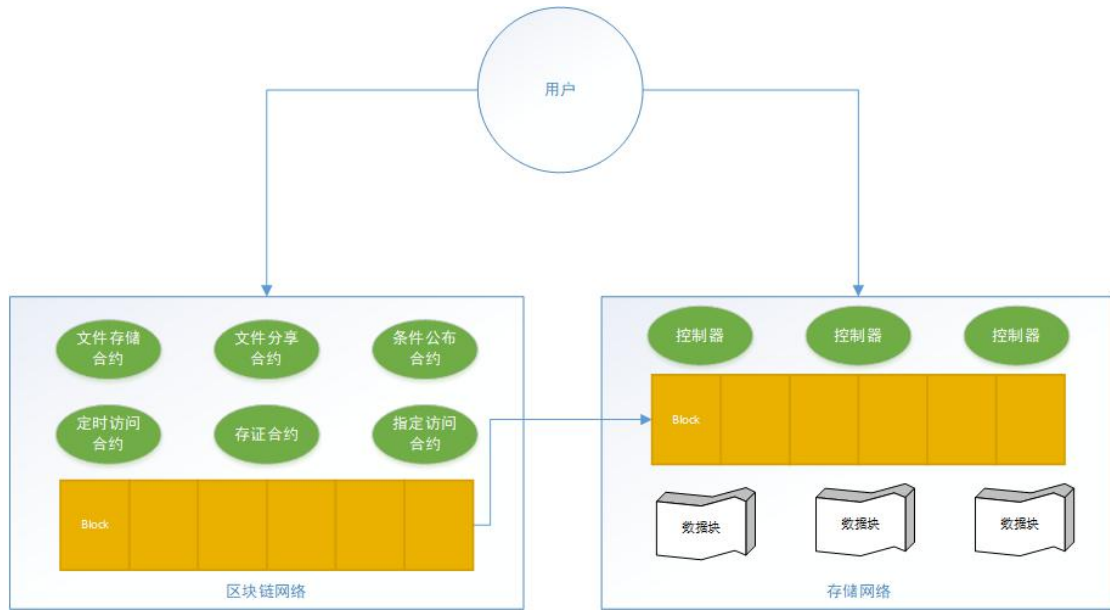 用户
文件存储
合约
文件分享
合约
条件公布
合约
定时访问
合约
存证合约
指定访问
合约
Block
区块链网络
控制器
控制器
控制器
Block
数据块
数据块
数据块
存储网络